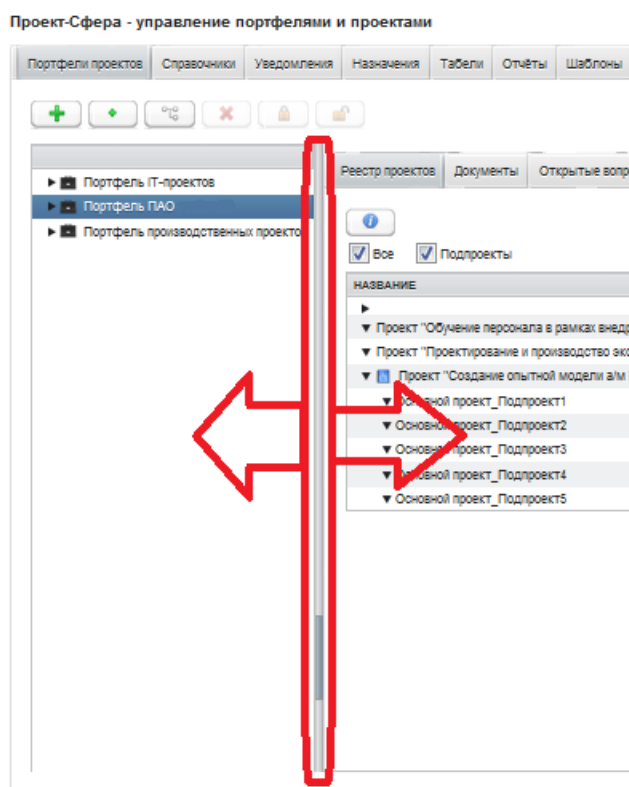 Проект-Сфера - управление портфелями и проектами
Портфели проектов Справочники Уведомления Назначения Табели Отчёты Шаблоны
Портфель IT-проектов
Портфель ПАО
Портфель производственных проекто
Реестр проектов Документы Открытые вопр
Все Подпроекты
НАЗВАНИЕ
Проект "Обучение персонала в рамках внедр
Проект "Проектирование и производство экс
Проект "Создание опытной модели а/м
Основной проект_Подпроект1
Основной проект_Подпроект2
Основной проект_Подпроект3
Основной проект_Подпроект4
Основной проект_Подпроект5